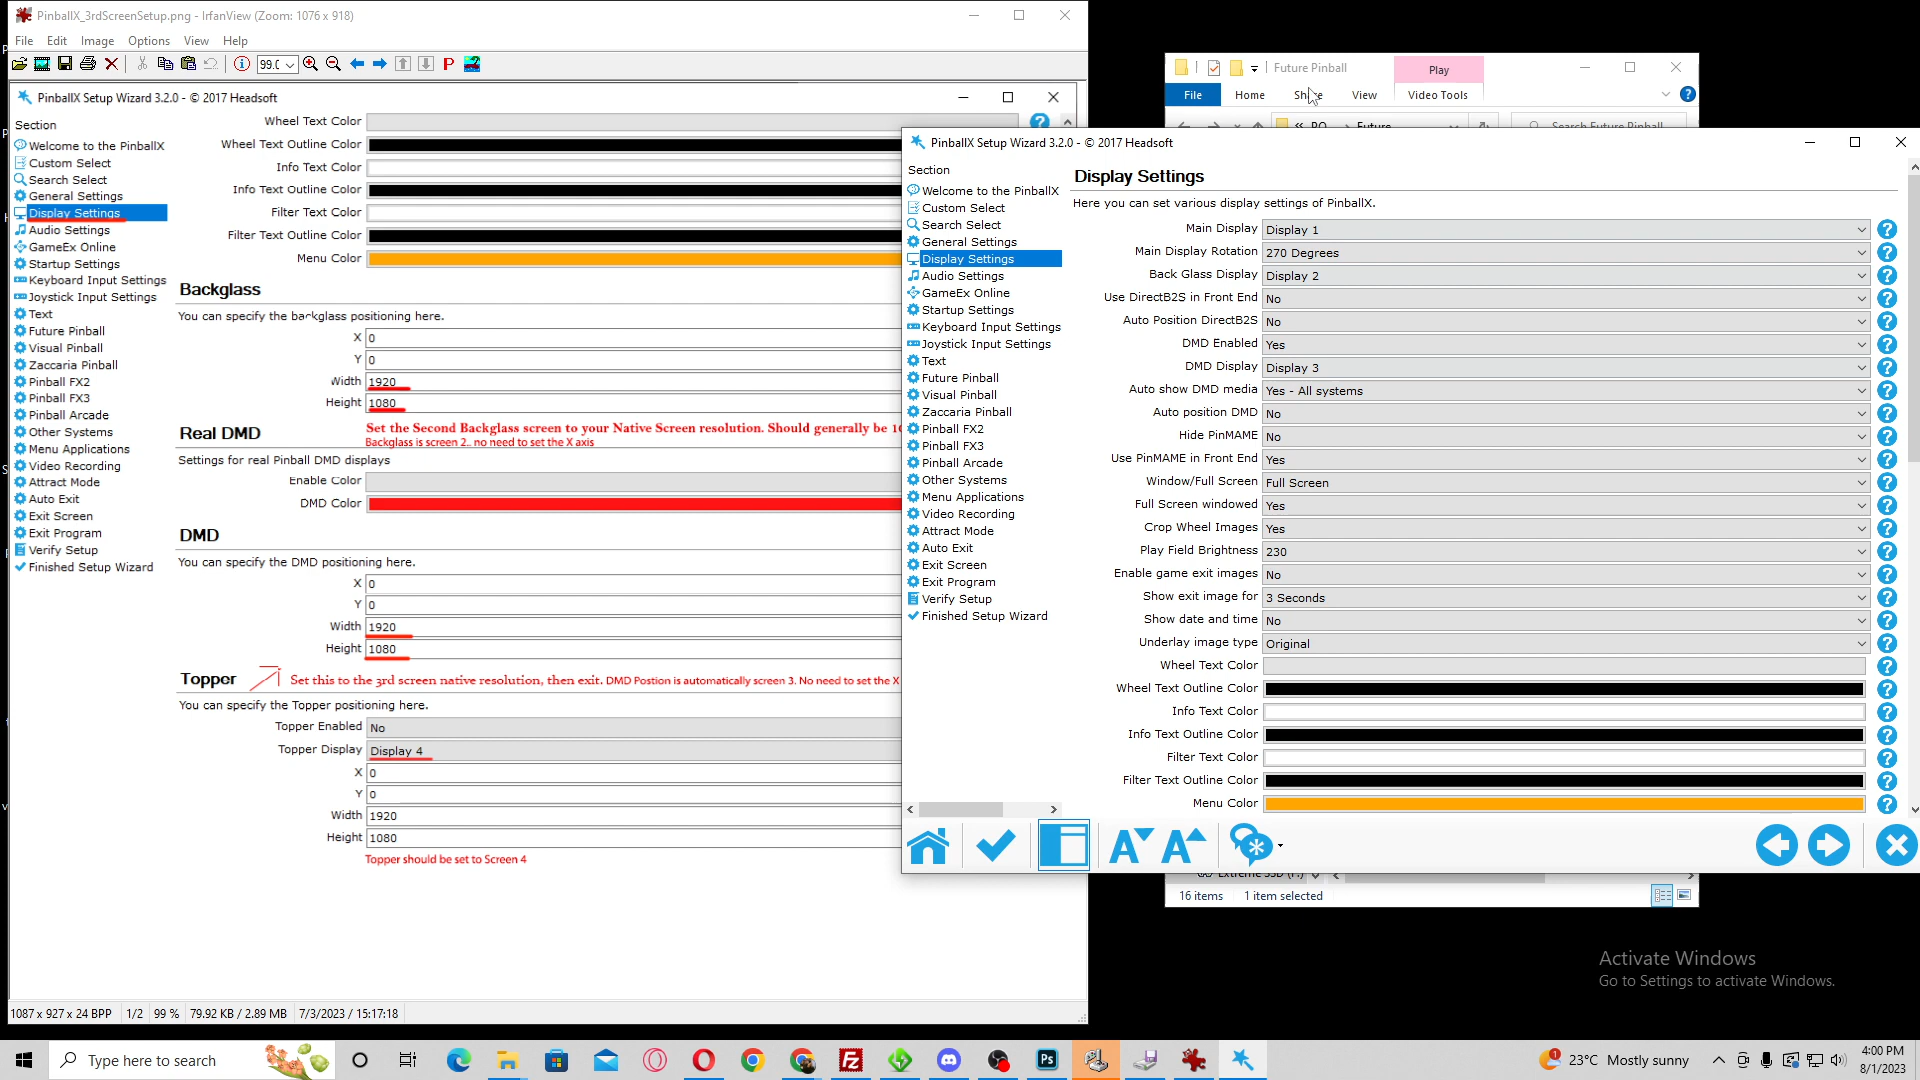 PinballX_3rdScreenSetup.png - IrfanView (Zoom: 1076 x 918)
File Edit Image Options View Help
PinballX Setup Wizard 3.2.0 - © 2017 Headsoft
Section
Welcome to the PinballX
Custom Select
Search Select
General Settings
Display Settings
Audio Settings
GameEx Online
Startup Settings
Keyboard Input Settings
Joystick Input Settings
Text
Future Pinball
Visual Pinball
Zaccaria Pinball
Pinball FX2
Pinball FX3
Pinball Arcade
Other Systems
Menu Applications
Video Recording
Attract Mode
Auto Exit
Exit Screen
Exit Program
Verify Setup
Finished Setup Wizard
Wheel Text Color
Wheel Text Outline Color
Info Text Color
Info Text Outline Color
Filter Text Color
Filter Text Outline Color
Menu Color
Backglass
You can specify the backglass positioning here.
X 0
Y 0
Width 1920
Height 1080
Set the Second Backglass screen to your Native Screen resolution. Should generally be
Backglass is screen 2.. no need to set the X axis
Real DMD
Settings for real Pinball DMD displays
Enable Color
DMD Color
DMD
You can specify the DMD positioning here.
X 0
Y 0
Width 1920
Height 1080
Topper
Set this to the 3rd screen native resolution, then exit. DMD Postion is automatically screen 3. No need to set the X
You can specify the Topper positioning here.
Topper Enabled No
Topper Display Display 4
X 0
Y 0
Width 1920
Height 1080
Topper should be set to Screen 4
1087 x 927 x 24 BPP 1/2 99 % 79.92 KB / 2.89 MB 7/3/2023 / 15:17:18
Future Pinball
Play
File Home Share View Video Tools
Search Future Pinball
PinballX Setup Wizard 3.2.0 - © 2017 Headsoft
Section
Welcome to the PinballX
Custom Select
Search Select
General Settings
Display Settings
Audio Settings
GameEx Online
Startup Settings
Keyboard Input Settings
Joystick Input Settings
Text
Future Pinball
Visual Pinball
Zaccaria Pinball
Pinball FX2
Pinball FX3
Pinball Arcade
Other Systems
Menu Applications
Video Recording
Attract Mode
Auto Exit
Exit Screen
Exit Program
Verify Setup
Finished Setup Wizard
Display Settings
Here you can set various display settings of PinballX.
Main Display Display 1
Main Display Rotation 270 Degrees
Back Glass Display Display 2
Use DirectB2S in Front End No
Auto Position DirectB2S No
DMD Enabled Yes
DMD Display Display 3
Auto show DMD media Yes - All systems
Auto position DMD No
Hide PinMAME No
Use PinMAME in Front End Yes
Window/Full Screen Full Screen
Full Screen windowed Yes
Crop Wheel Images Yes
Play Field Brightness 230
Enable game exit images No
Show exit image for 3 Seconds
Show date and time No
Underlay image type Original
Wheel Text Color
Wheel Text Outline Color
Info Text Color
Info Text Outline Color
Filter Text Color
Filter Text Outline Color
Menu Color
16 items 1 item selected
Activate Windows
Go to Settings to activate Windows.
Type here to search
23°C Mostly sunny
4:00 PM
8/1/2023